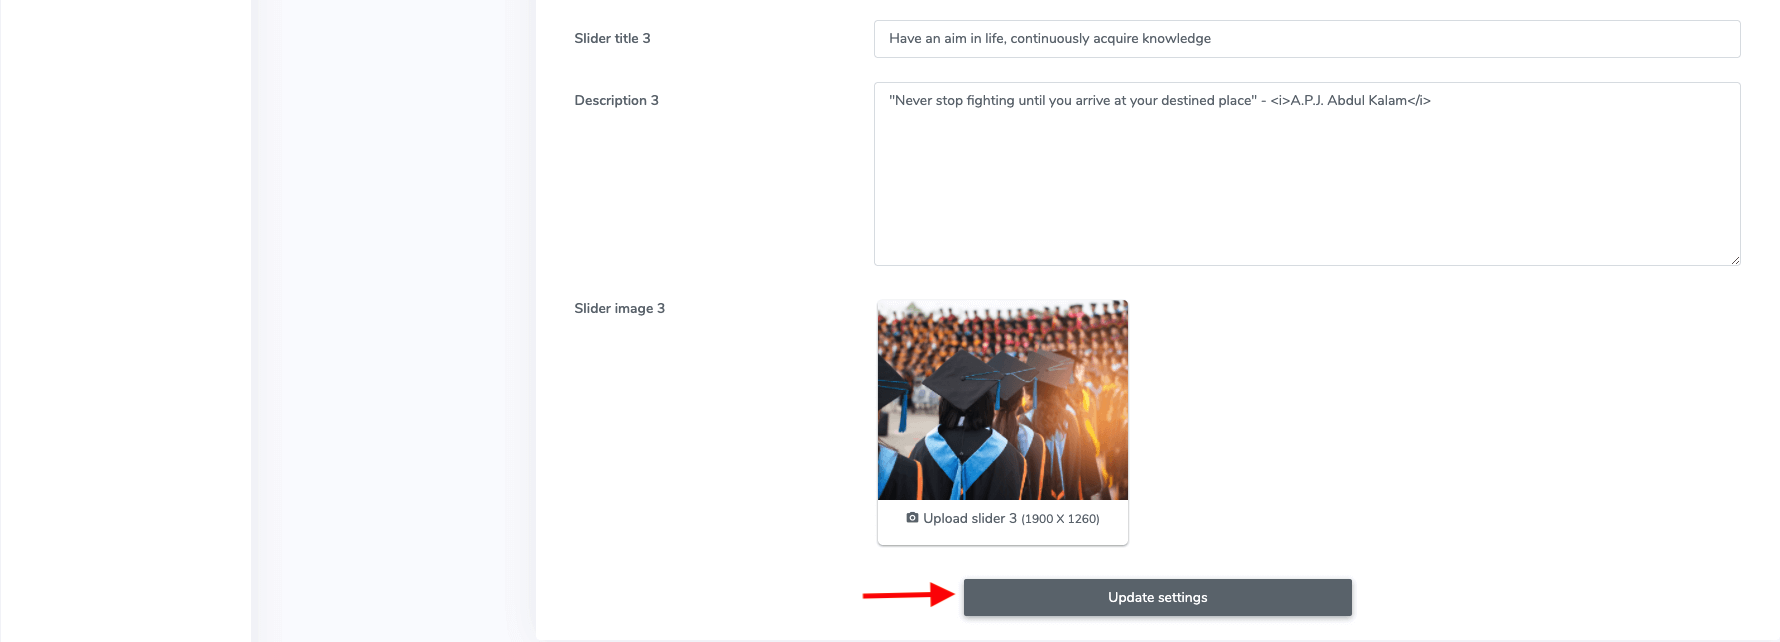 Slider title 3
Have an aim in life, continuously acquire knowledge
Description 3
"Never stop fighting until you arrive at your destined place" - <i>A.P.J. Abdul Kalam</i>
Slider image 3
Upload slider 3 (1900 X 1260)
Update settings